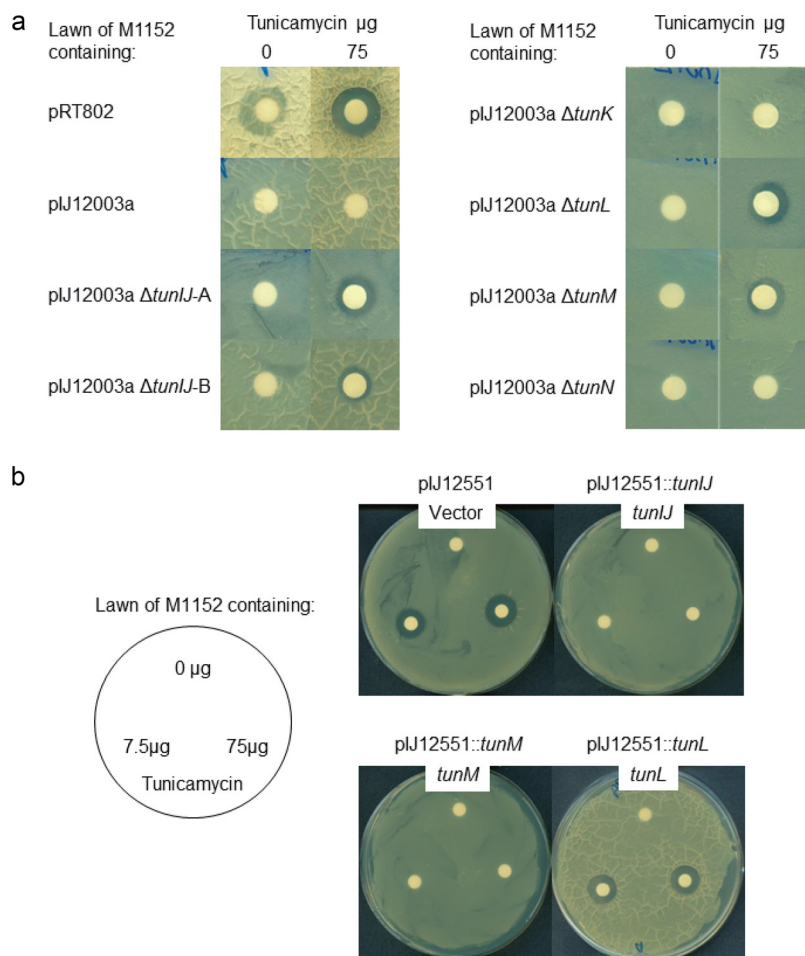 a
Lawn of M1152
containing:
Tunicamycin µg
0 75
pRT802
pIJ12003a
pIJ12003a ΔtunIJ-A
pIJ12003a ΔtunIJ-B
Lawn of M1152
containing:
Tunicamycin µg
0 75
pIJ12003a ΔtunK
pIJ12003a ΔtunL
pIJ12003a ΔtunM
pIJ12003a ΔtunN
b
Lawn of M1152 containing:
0 µg
7.5µg 75µg
Tunicamycin
pIJ12551
Vector
pIJ12551::tunIJ
tunIJ
pIJ12551::tunM
tunM
pIJ12551::tunL
tunL